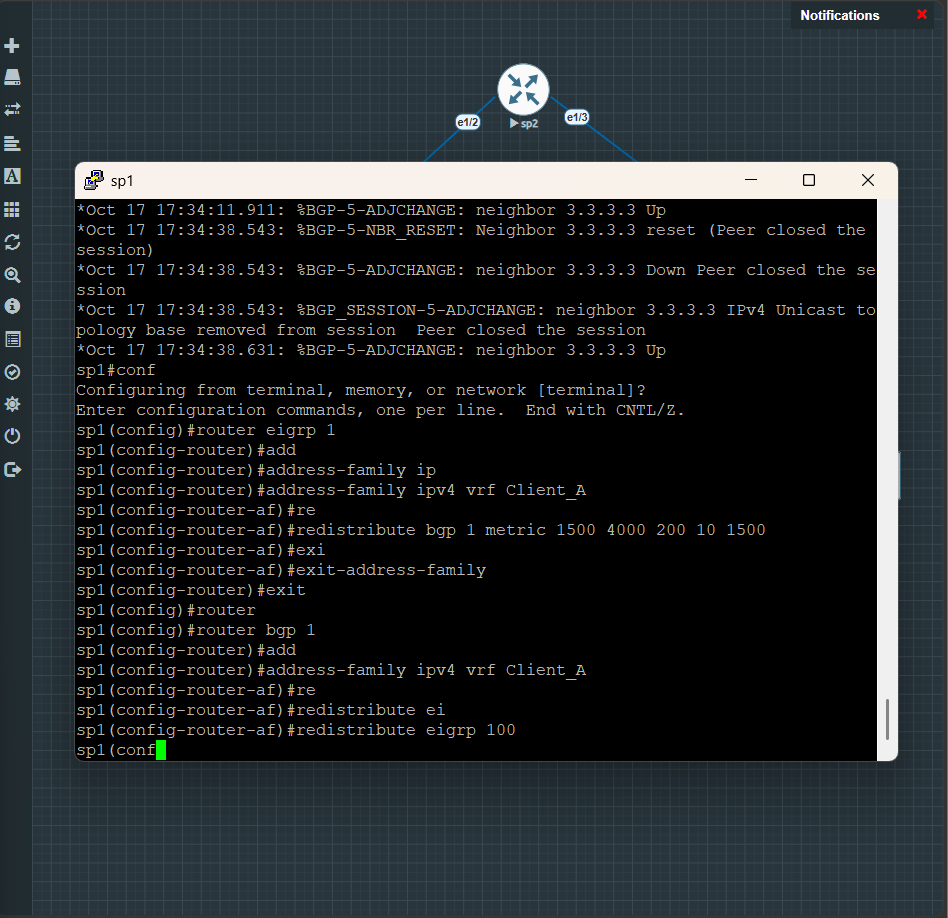 Notifications
e1/2
e1/3
sp2
sp1
*Oct 17 17:34:11.911: %BGP-5-ADJCHANGE: neighbor 3.3.3.3 Up
*Oct 17 17:34:38.543: %BGP-5-NBR_RESET: Neighbor 3.3.3.3 reset (Peer closed the
session)
*Oct 17 17:34:38.543: %BGP-5-ADJCHANGE: neighbor 3.3.3.3 Down Peer closed the se
ssion
*Oct 17 17:34:38.543: %BGP_SESSION-5-ADJCHANGE: neighbor 3.3.3.3 IPv4 Unicast to
pology base removed from session  Peer closed the session
*Oct 17 17:34:38.631: %BGP-5-ADJCHANGE: neighbor 3.3.3.3 Up
sp1#conf
Configuring from terminal, memory, or network [terminal]?
Enter configuration commands, one per line.  End with CNTL/Z.
sp1(config)#router eigrp 1
sp1(config-router)#add
sp1(config-router)#address-family ip
sp1(config-router)#address-family ipv4 vrf Client_A
sp1(config-router-af)#re
sp1(config-router-af)#redistribute bgp 1 metric 1500 4000 200 10 1500
sp1(config-router-af)#exi
sp1(config-router-af)#exit-address-family
sp1(config-router)#exit
sp1(config)#router
sp1(config)#router bgp 1
sp1(config-router)#add
sp1(config-router)#address-family ipv4 vrf Client_A
sp1(config-router-af)#re
sp1(config-router-af)#redistribute ei
sp1(config-router-af)#redistribute eigrp 100
sp1(conf